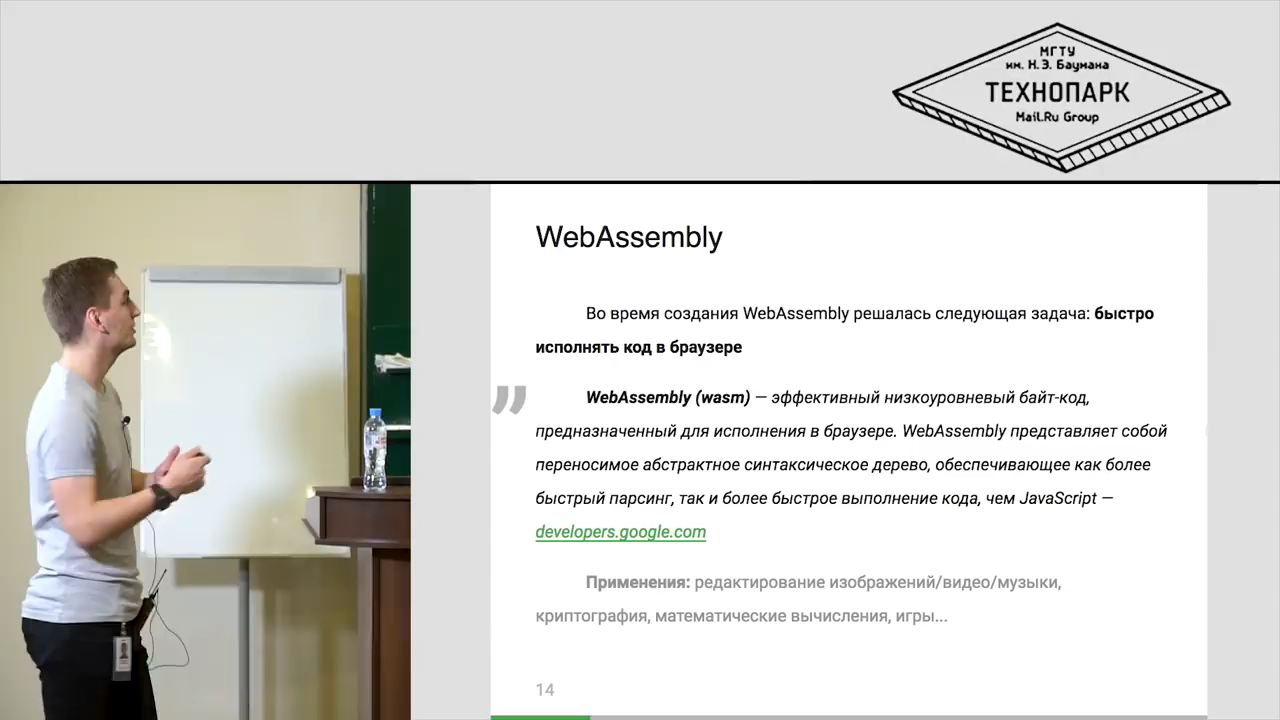 МГТУ
им. Н.Э. Баумана
ТЕХНОПАРК
Mail.Ru Group
WebAssembly
Во время создания WebAssembly решалась следующая задача: быстро
исполнять код в браузере
”
WebAssembly (wasm) — эффективный низкоуровневый байт-код,
предназначенный для исполнения в браузере. WebAssembly представляет собой
переносимое абстрактное синтаксическое дерево, обеспечивающее как более
быстрый парсинг, так и более быстрое выполнение кода, чем JavaScript —
developers.google.com
Применения: редактирование изображений/видео/музыки,
криптография, математические вычисления, игры...
14